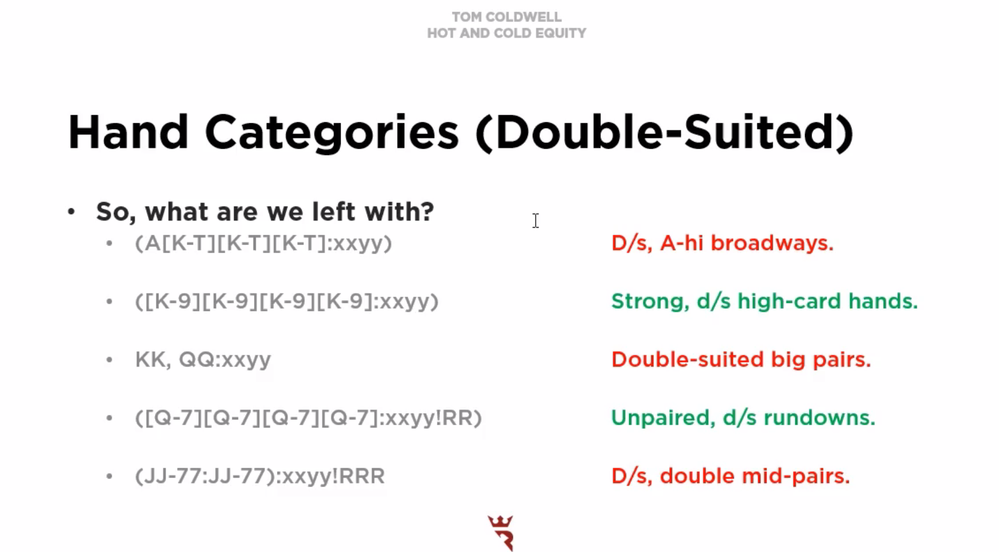 TOM COLDWELL
HOT AND COLD EQUITY
Hand Categories (Double-Suited)
• So, what are we left with?
• (A[K-T][K-T][K-T]:xxyy) D/s, A-hi broadways.
• ([K-9][K-9][K-9][K-9]:xxyy) Strong, d/s high-card hands.
• KK, QQ:xxyy Double-suited big pairs.
• ([Q-7][Q-7][Q-7][Q-7]:xxyy!RR) Unpaired, d/s rundowns.
• (JJ-77:JJ-77):xxyy!RRR D/s, double mid-pairs.